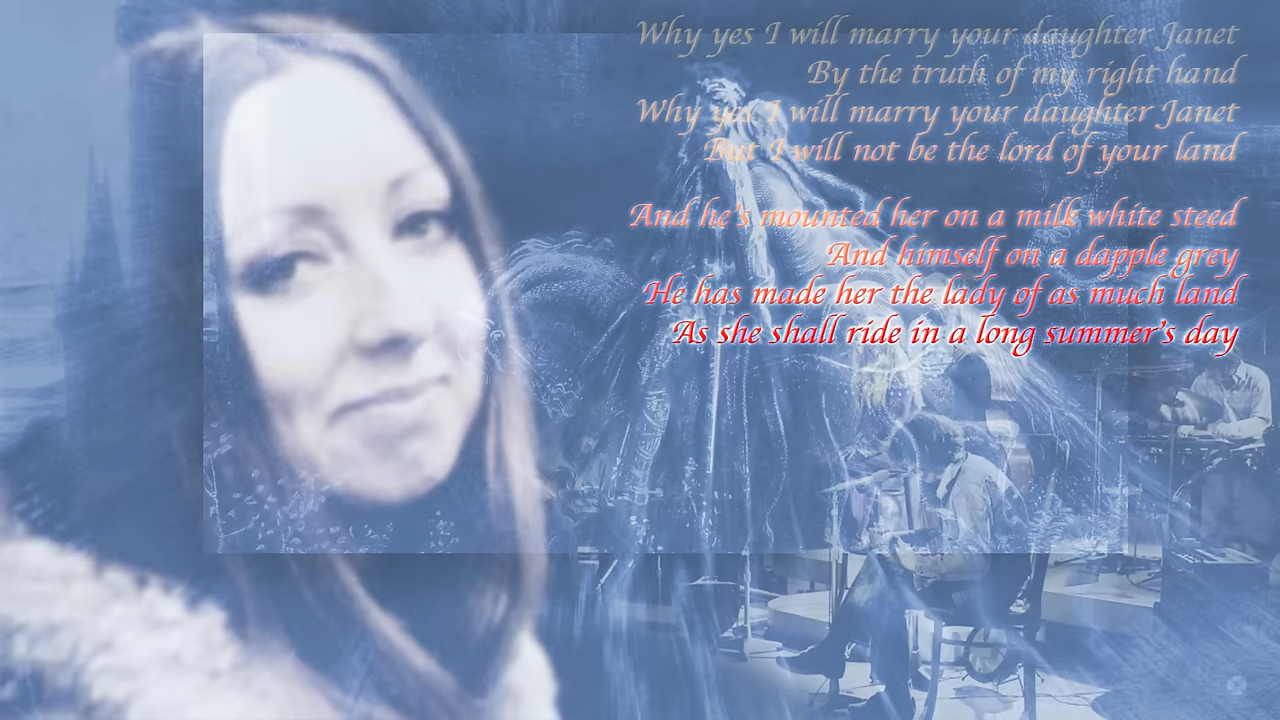 Why yes I will marry your daughter Janet
By the truth of my right hand
Why yes I will marry your daughter Janet
But I will not be the lord of your land
And he's mounted her on a milk white steed
And himself on a dapple grey
He has made her the lady of as much land
As she shall ride in a long summer's day